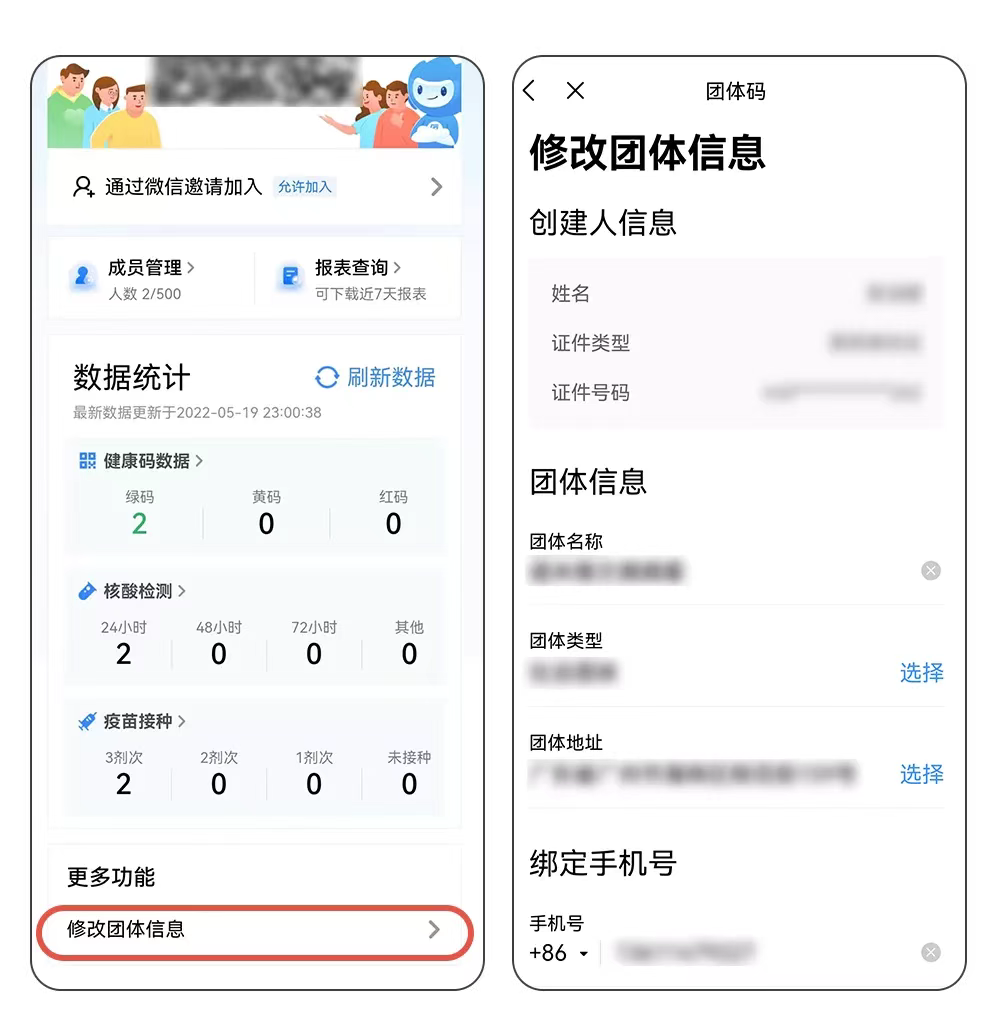 通过微信邀请加入 允许加入
成员管理
人数 2/500
报表查询
可下载近7天报表
数据统计 刷新数据
最新数据更新于2022-05-19 23:00:38
健康码数据
绿码 黄码 红码
2 0 0
核酸检测
24小时 48小时 72小时 其他
2 0 0 0
疫苗接种
3剂次 2剂次 1剂次 未接种
2 0 0 0
更多功能
修改团体信息
团体码
修改团体信息
创建人信息
姓名
证件类型
证件号码
团体信息
团体名称
团体类型
选择
团体地址
选择
绑定手机号
手机号
+86